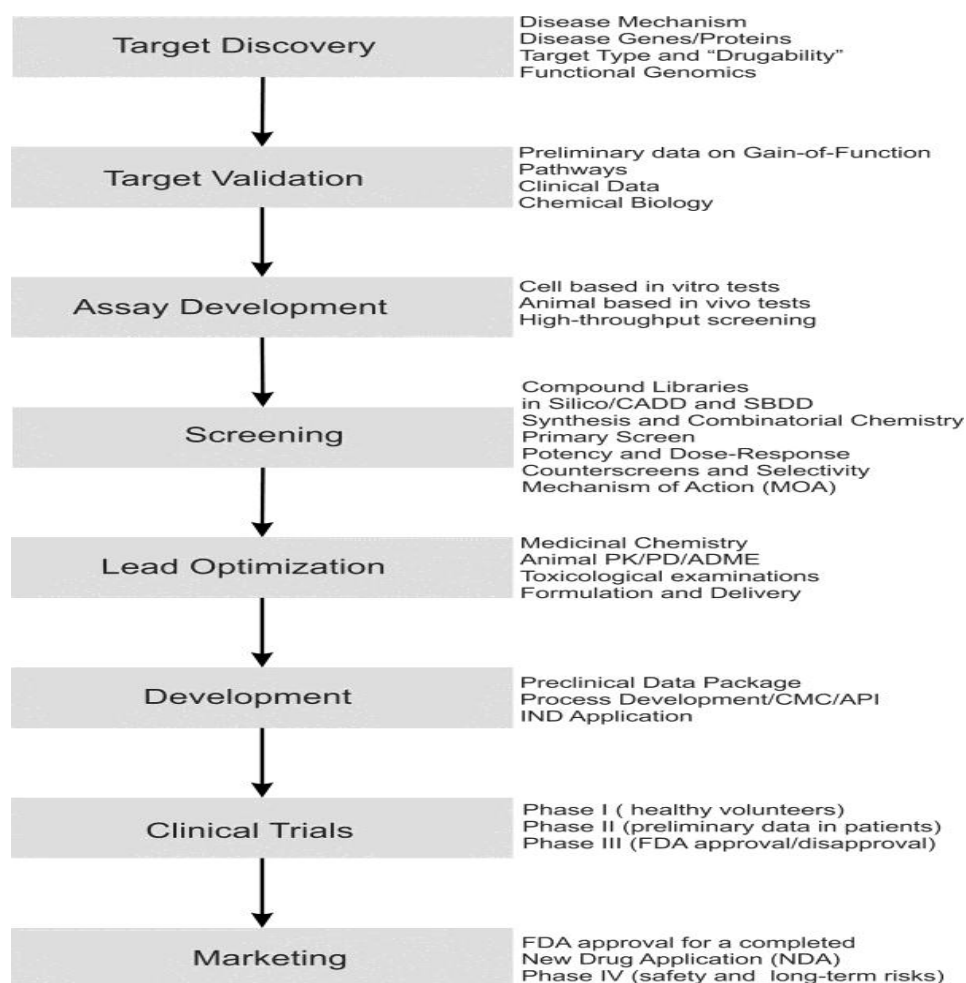 Target Discovery
Disease Mechanism
Disease Genes/Proteins
Target Type and “Drugability”
Functional Genomics
Target Validation
Preliminary data on Gain-of-Function
Pathways
Clinical Data
Chemical Biology
Assay Development
Cell based in vitro tests
Animal based in vivo tests
High-throughput screening
Screening
Compound Libraries
in Silico/CADD and SBDD
Synthesis and Combinatorial Chemistry
Primary Screen
Potency and Dose-Response
Counterscreens and Selectivity
Mechanism of Action (MOA)
Lead Optimization
Medicinal Chemistry
Animal PK/PD/ADME
Toxicological examinations
Formulation and Delivery
Development
Preclinical Data Package
Process Development/CMC/API
IND Application
Clinical Trials
Phase I ( healthy volunteers)
Phase II (preliminary data in patients)
Phase III (FDA approval/disapproval)
Marketing
FDA approval for a completed
New Drug Application (NDA)
Phase IV (safety and long-term risks)